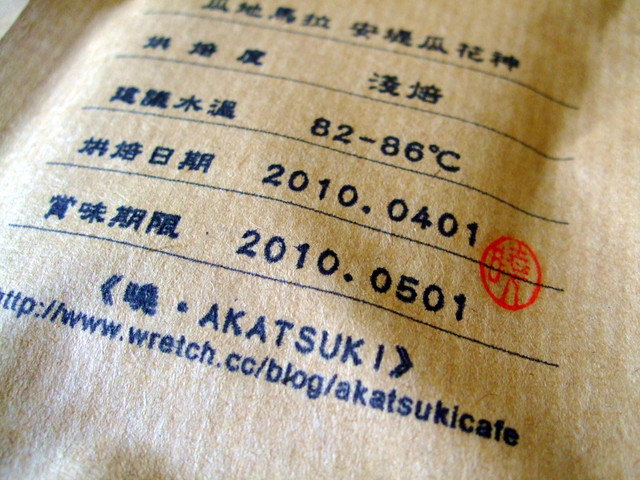 瓜地馬拉 安堤瓜花神
烘焙度 淺焙
建議水溫 82-86℃
烘焙日期 2010.0401
賞味期限 2010.0501
曉
《曉·AKATSUKI》
http://www.wretch.cc/blog/akatsukicafe